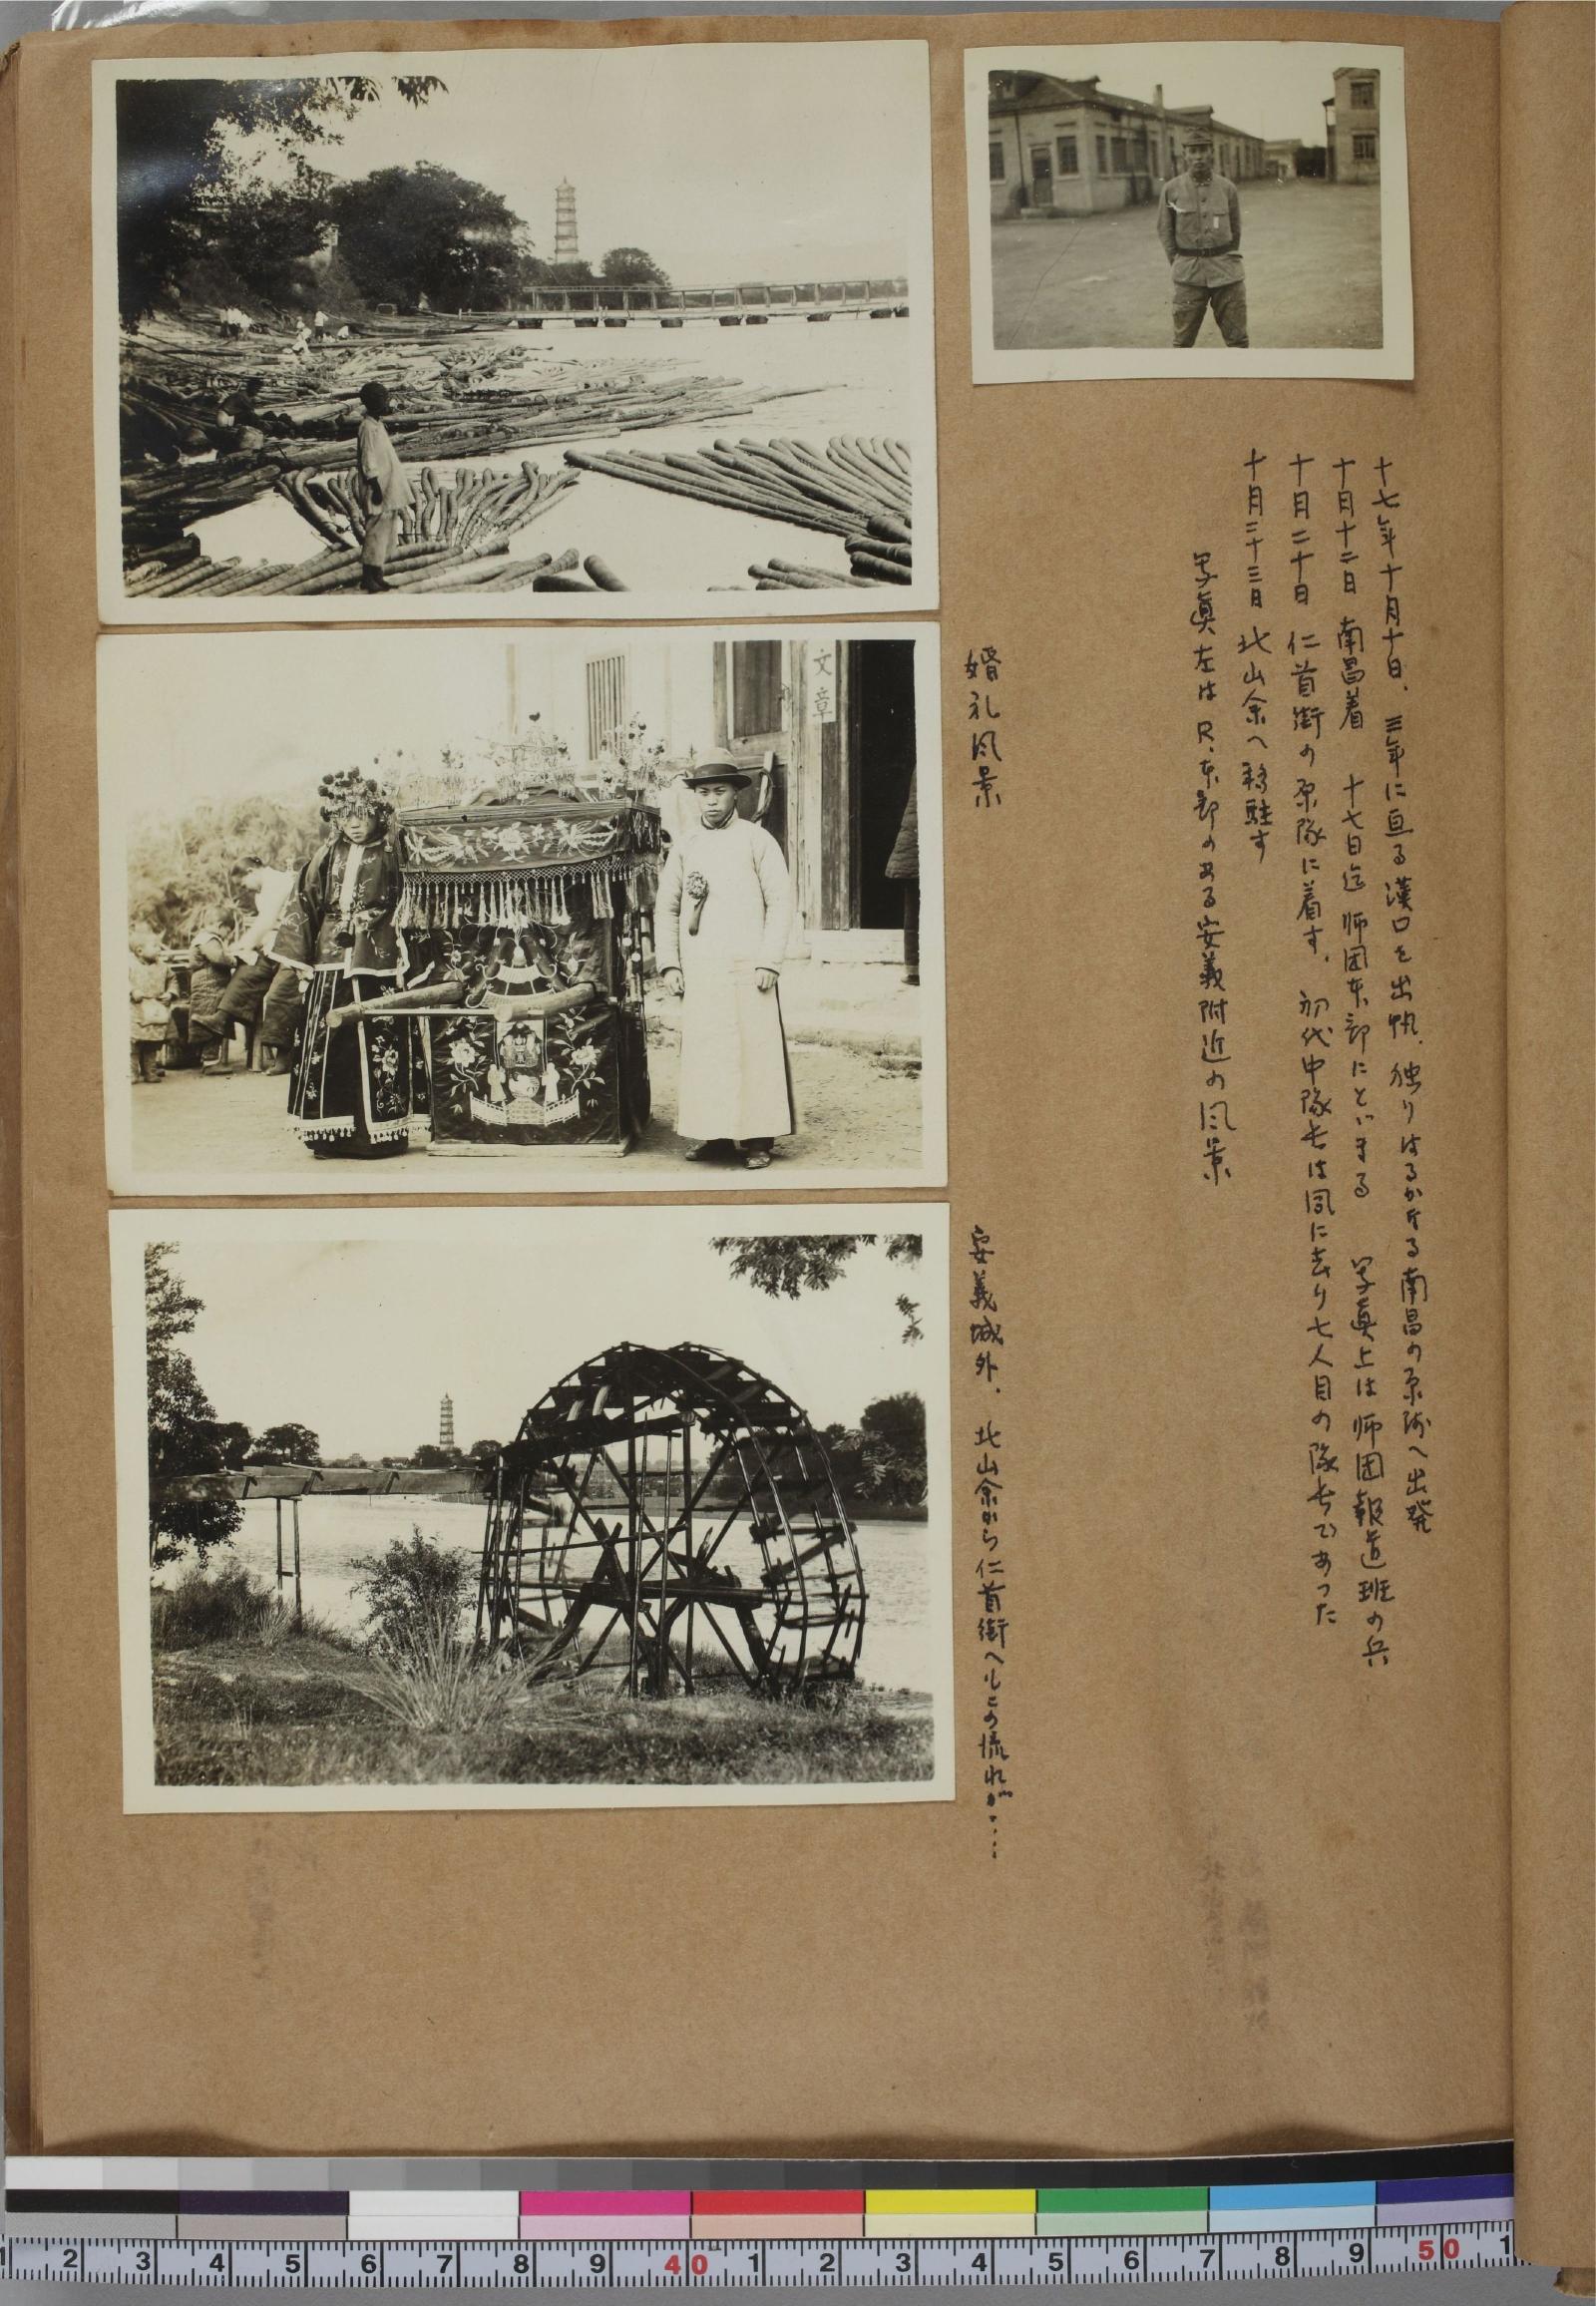 十七年十月十日、三年に亘る漢口を出帆、独りはるかなる南昌の原隊へ出発
十月十二日 南昌着 十七日迄 师団本部にといまる 写真上は师団報道班の兵
十月二十日 仁首街の原隊に着す、初代中隊長は同に去り七人目の隊長であった
十月二十三日 北山余へ移駐す
写真左は R.本部のある安義附近の風景
婚礼風景
安義城外、北山余から仁首街へもこの流れが・・・・
文章
1 2 3 4 5 6 7 8 9 40 1 2 3 4 5 6 7 8 9 50 1